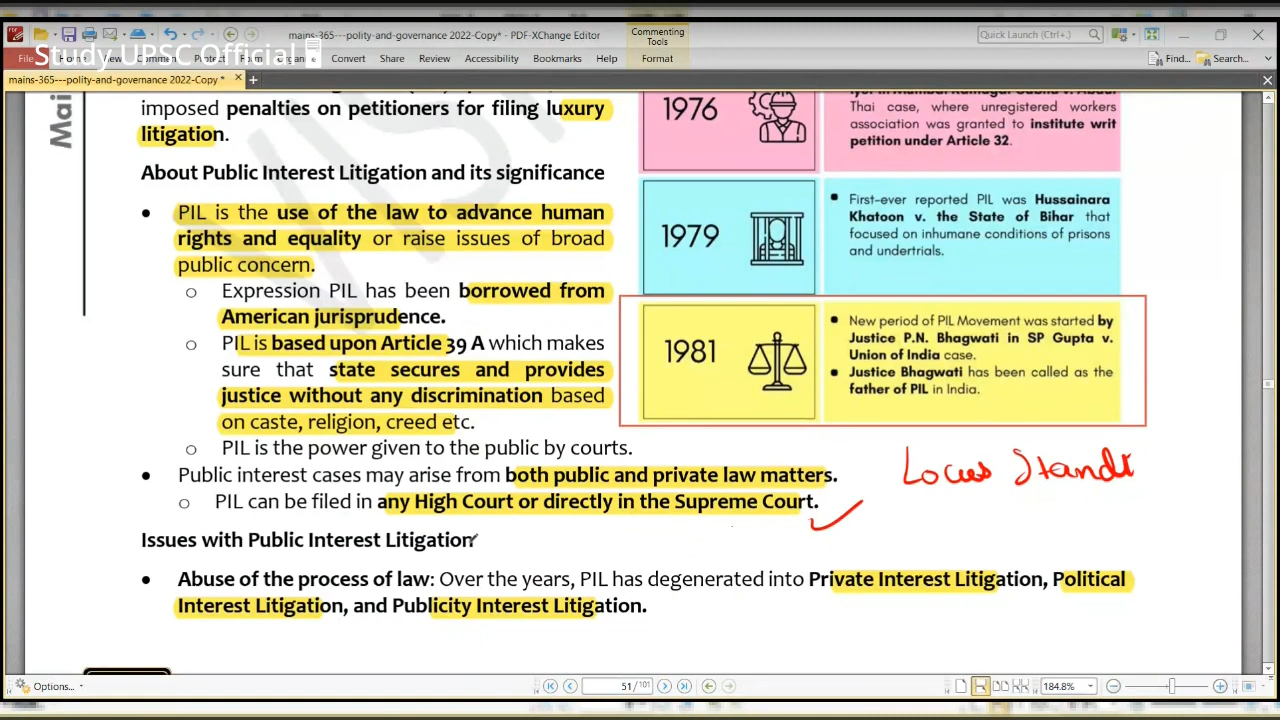 mains-365---polity-and-governance 2022-Copy* - PDF-XChange Editor
Commenting
Tools
Quick Launch (Ctrl+.)
Study UPSC Official
File
Convert
Share
Review
Accessibility
Bookmarks
Help
Format
Find...
Search...
mains-365---polity-and-governance 2022-Copy *
Mai
imposed penalties on petitioners for filing luxury
litigation.
About Public Interest Litigation and its significance
• PIL is the use of the law to advance human
rights and equality or raise issues of broad
public concern.
o Expression PIL has been borrowed from
American jurisprudence.
o PIL is based upon Article 39 A which makes
sure that state secures and provides
justice without any discrimination based
on caste, religion, creed etc.
o PIL is the power given to the public by courts.
• Public interest cases may arise from both public and private law matters.
o PIL can be filed in any High Court or directly in the Supreme Court.
1976
Thai case, where unregistered workers
association was granted to institute writ
petition under Article 32.
1979
• First-ever reported PIL was Hussainara
Khatoon v. the State of Bihar that
focused on inhumane conditions of prisons
and undertrials.
1981
• New period of PIL Movement was started by
Justice P.N. Bhagwati in SP Gupta v.
Union of India case.
• Justice Bhagwati has been called as the
father of PIL in India.
Locus Standi
Issues with Public Interest Litigation
• Abuse of the process of law: Over the years, PIL has degenerated into Private Interest Litigation, Political
Interest Litigation, and Publicity Interest Litigation.
Options...
51 / 101
184.8%